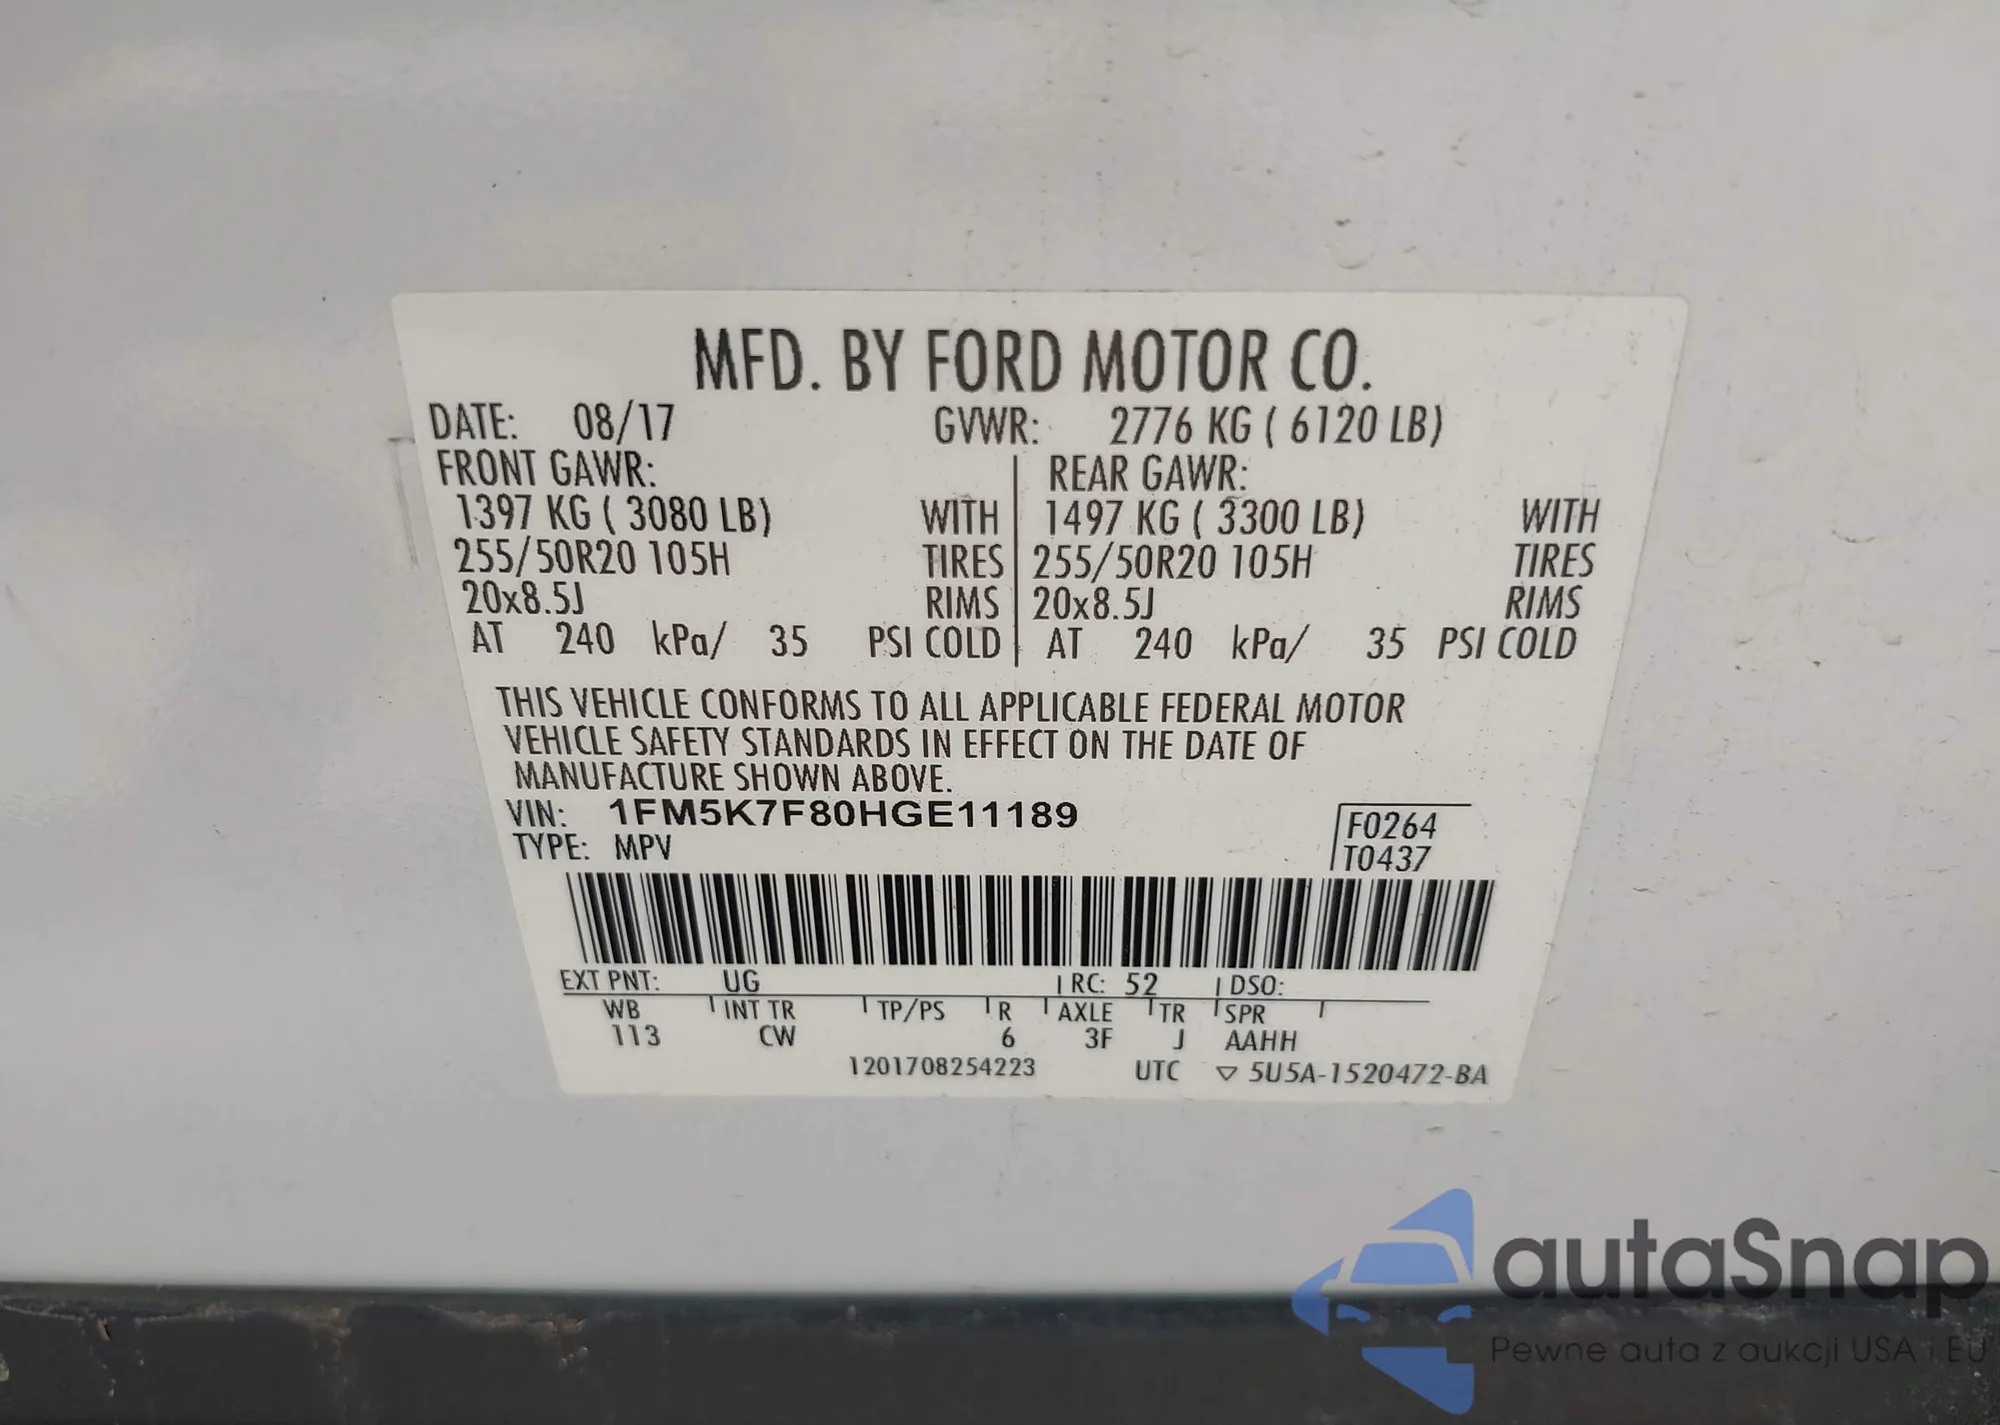 MFD. BY FORD MOTOR CO.
DATE: 08/17 GVWR: 2776 KG ( 6120 LB)
FRONT GAWR: REAR GAWR:
1397 KG ( 3080 LB) WITH 1497 KG ( 3300 LB) WITH
255/50R20 105H TIRES 255/50R20 105H TIRES
20x8.5J RIMS 20x8.5J RIMS
AT 240 kPa/ 35 PSI COLD AT 240 kPa/ 35 PSI COLD
THIS VEHICLE CONFORMS TO ALL APPLICABLE FEDERAL MOTOR
VEHICLE SAFETY STANDARDS IN EFFECT ON THE DATE OF
MANUFACTURE SHOWN ABOVE.
VIN: 1FM5K7F80HGE11189
F0264
TYPE: MPV
T0437
EXT PNT: UG RC: 52 DSO:
WB INT TR TP/PS R AXLE TR SPR
113 CW 6 3F J AAHH
1201708254223 UTC ▽ 5U5A-1520472-BA
autaSnap
Pewne auta z aukcji USA i EU